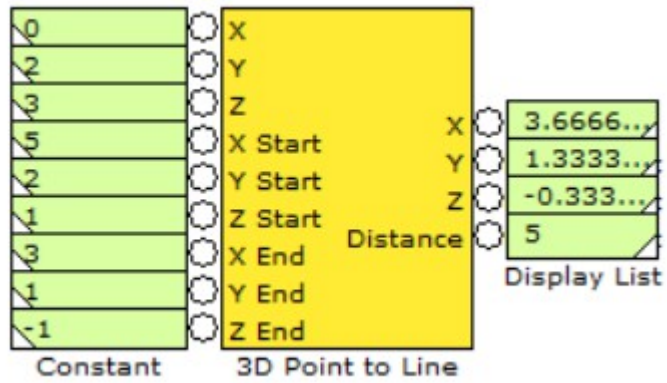 0
2
3
5
2
1
3
1
-1
Constant
X
Y
Z
X Start
Y Start
Z Start
X End
Y End
Z End
X
Y
Z
Distance
3D Point to Line
3.6666...
1.3333...
-0.333...
5
Display List